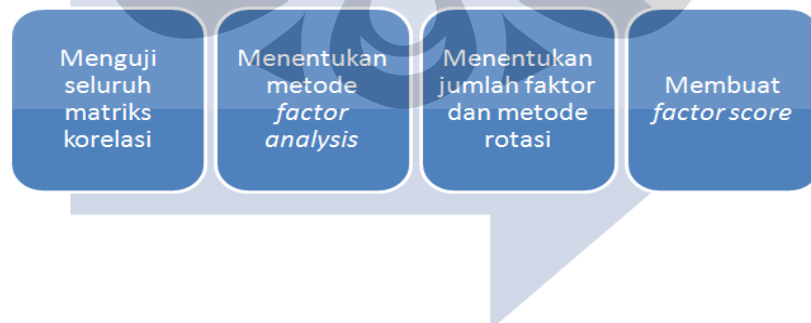 Menguji
seluruh
matriks
korelasi
Menentukan
metode
factor
analysis
Menentukan
jumlah faktor
dan metode
rotasi
Membuat
factor score